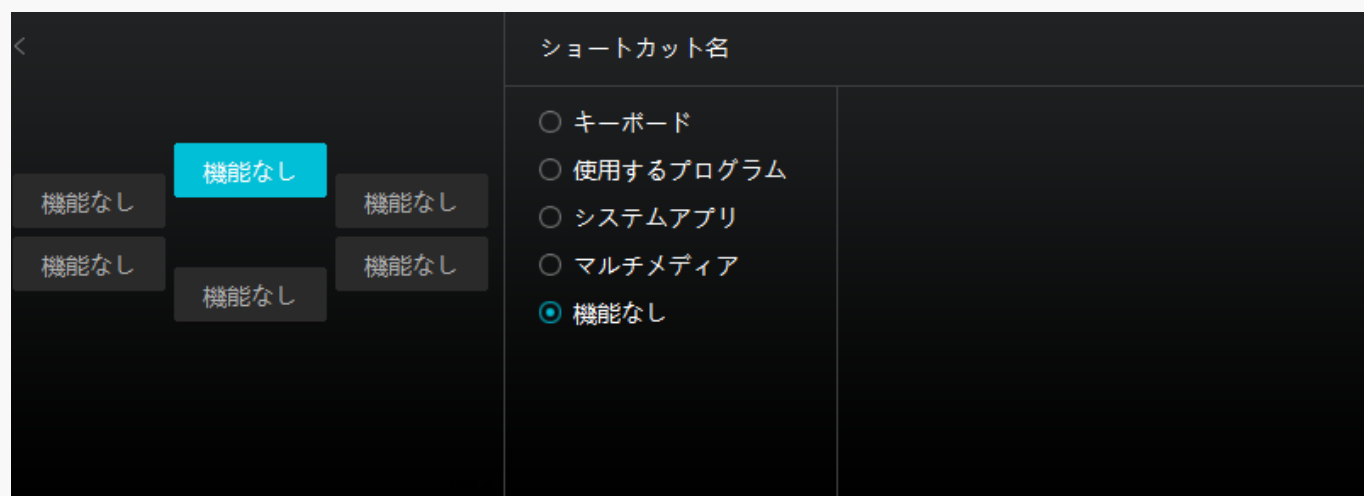 <
ショートカット名
機能なし
機能なし
機能なし
機能なし
機能なし
機能なし
キーボード
使用するプログラム
システムアプリ
マルチメディア
機能なし